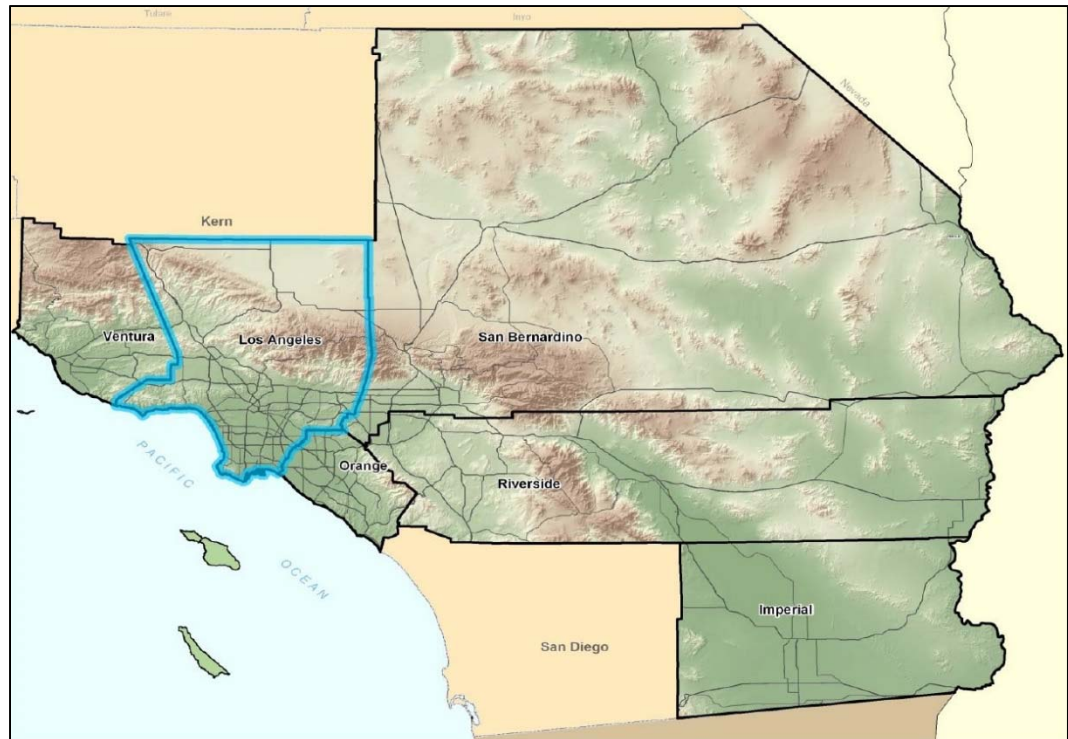 Tulare
Inyo
Nevada
Kern
Ventura
Los Angeles
San Bernardino
Orange
Riverside
PACIFIC
OCEAN
Imperial
San Diego